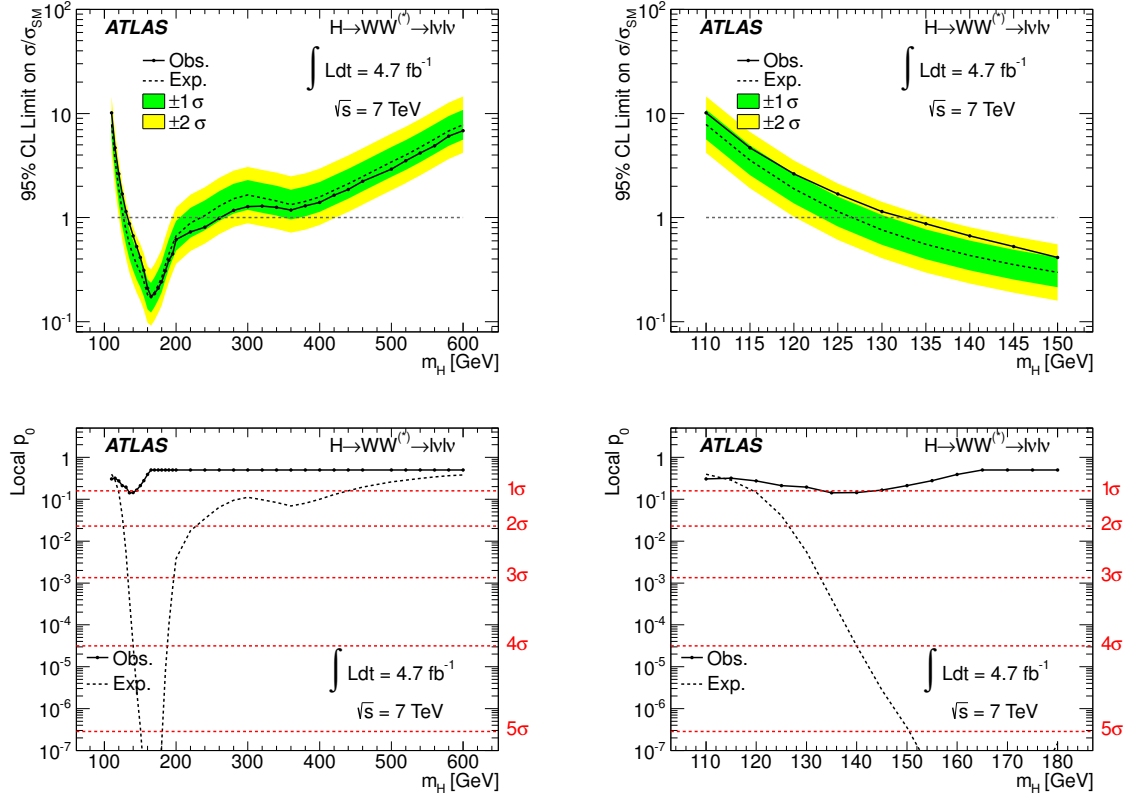 ATLAS
H→WW(*)→lνlν
Obs.
Exp.
±1 σ
±2 σ
∫ Ldt = 4.7 fb-1
√s = 7 TeV
95% CL Limit on σ/σSM
10²
10
1
10-1
100 200 300 400 500 600
mH [GeV]
ATLAS
H→WW(*)→lνlν
Obs.
Exp.
±1 σ
±2 σ
∫ Ldt = 4.7 fb-1
√s = 7 TeV
95% CL Limit on σ/σSM
10²
10
1
10-1
110 115 120 125 130 135 140 145 150
mH [GeV]
ATLAS
H→WW(*)→lνlν
Local p0
1
10-1
10-2
10-3
10-4
10-5
10-6
10-7
1σ
2σ
3σ
4σ
5σ
Obs.
Exp.
∫ Ldt = 4.7 fb-1
√s = 7 TeV
100 200 300 400 500 600
mH [GeV]
ATLAS
H→WW(*)→lνlν
Local p0
1
10-1
10-2
10-3
10-4
10-5
10-6
10-7
1σ
2σ
3σ
4σ
5σ
Obs.
Exp.
∫ Ldt = 4.7 fb-1
√s = 7 TeV
110 120 130 140 150 160 170 180
mH [GeV]